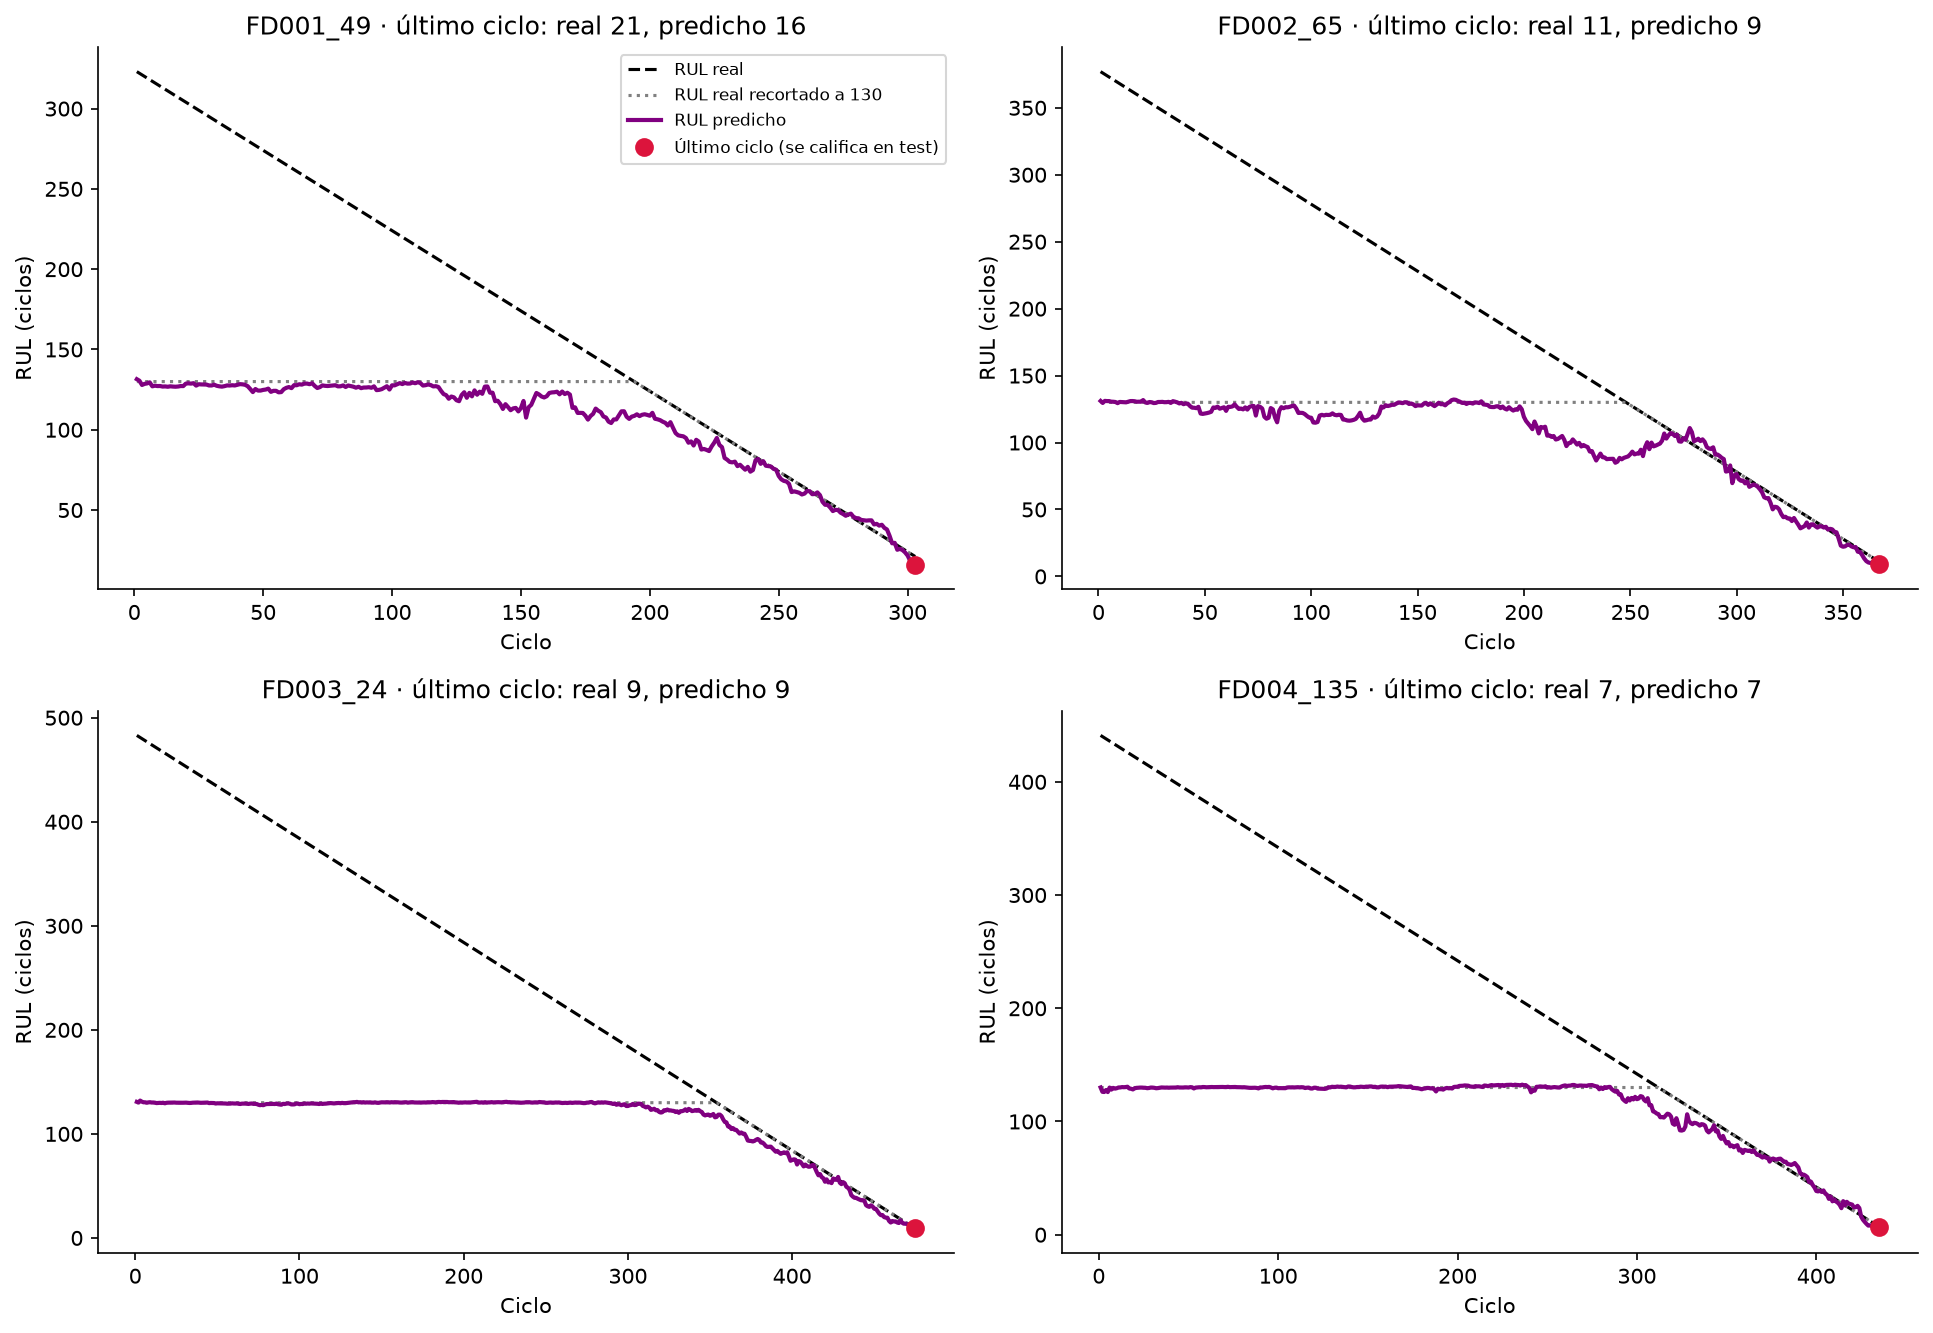 FD001_49 · último ciclo: real 21, predicho 16
RUL real
RUL real recortado a 130
RUL predicho
Último ciclo (se califica en test)
RUL (ciclos)
300
250
200
150
100
50
0 50 100 150 200 250 300
Ciclo
FD002_65 · último ciclo: real 11, predicho 9
RUL (ciclos)
350
300
250
200
150
100
50
0
0 50 100 150 200 250 300 350
Ciclo
FD003_24 · último ciclo: real 9, predicho 9
RUL (ciclos)
500
400
300
200
100
0
0 100 200 300 400
Ciclo
FD004_135 · último ciclo: real 7, predicho 7
RUL (ciclos)
400
300
200
100
0
0 100 200 300 400
Ciclo